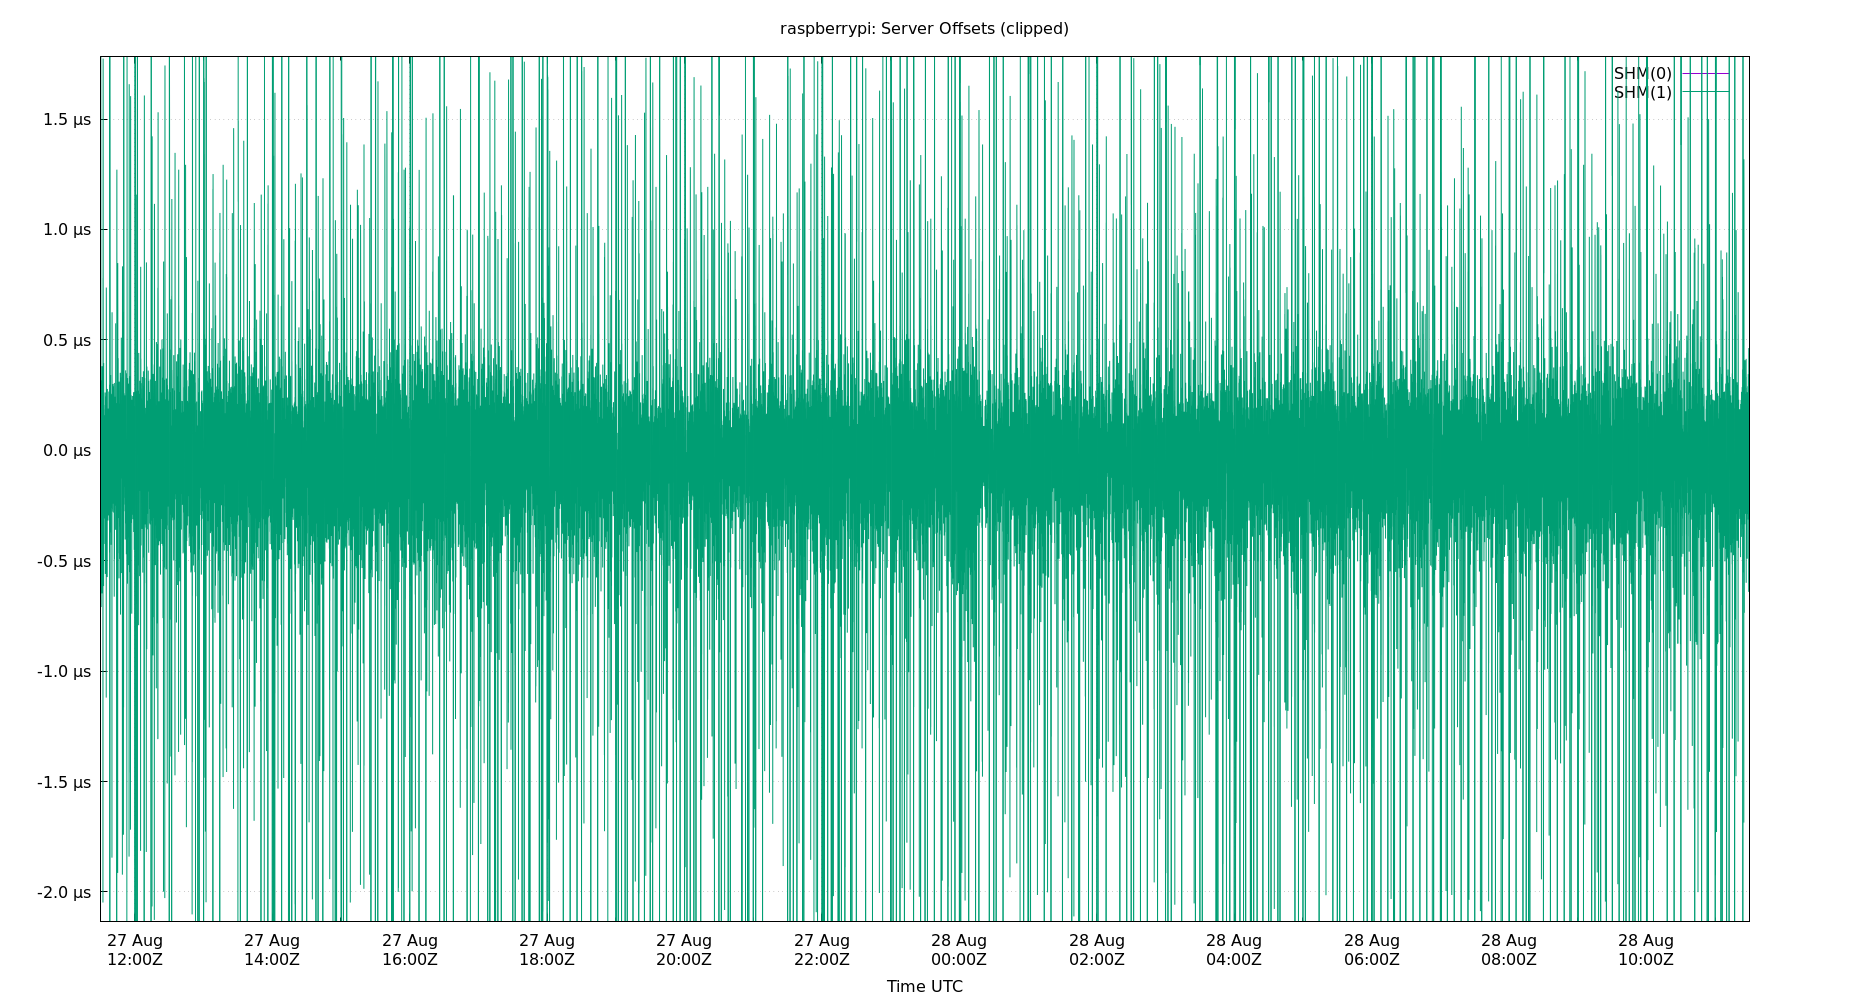 raspberrypi: Server Offsets (clipped)
SHM(0)
SHM(1)
1.5 µs
1.0 µs
0.5 µs
0.0 µs
-0.5 µs
-1.0 µs
-1.5 µs
-2.0 µs
27 Aug 27 Aug 27 Aug 27 Aug 27 Aug 27 Aug 28 Aug 28 Aug 28 Aug 28 Aug 28 Aug 28 Aug
12:00Z 14:00Z 16:00Z 18:00Z 20:00Z 22:00Z 00:00Z 02:00Z 04:00Z 06:00Z 08:00Z 10:00Z
Time UTC